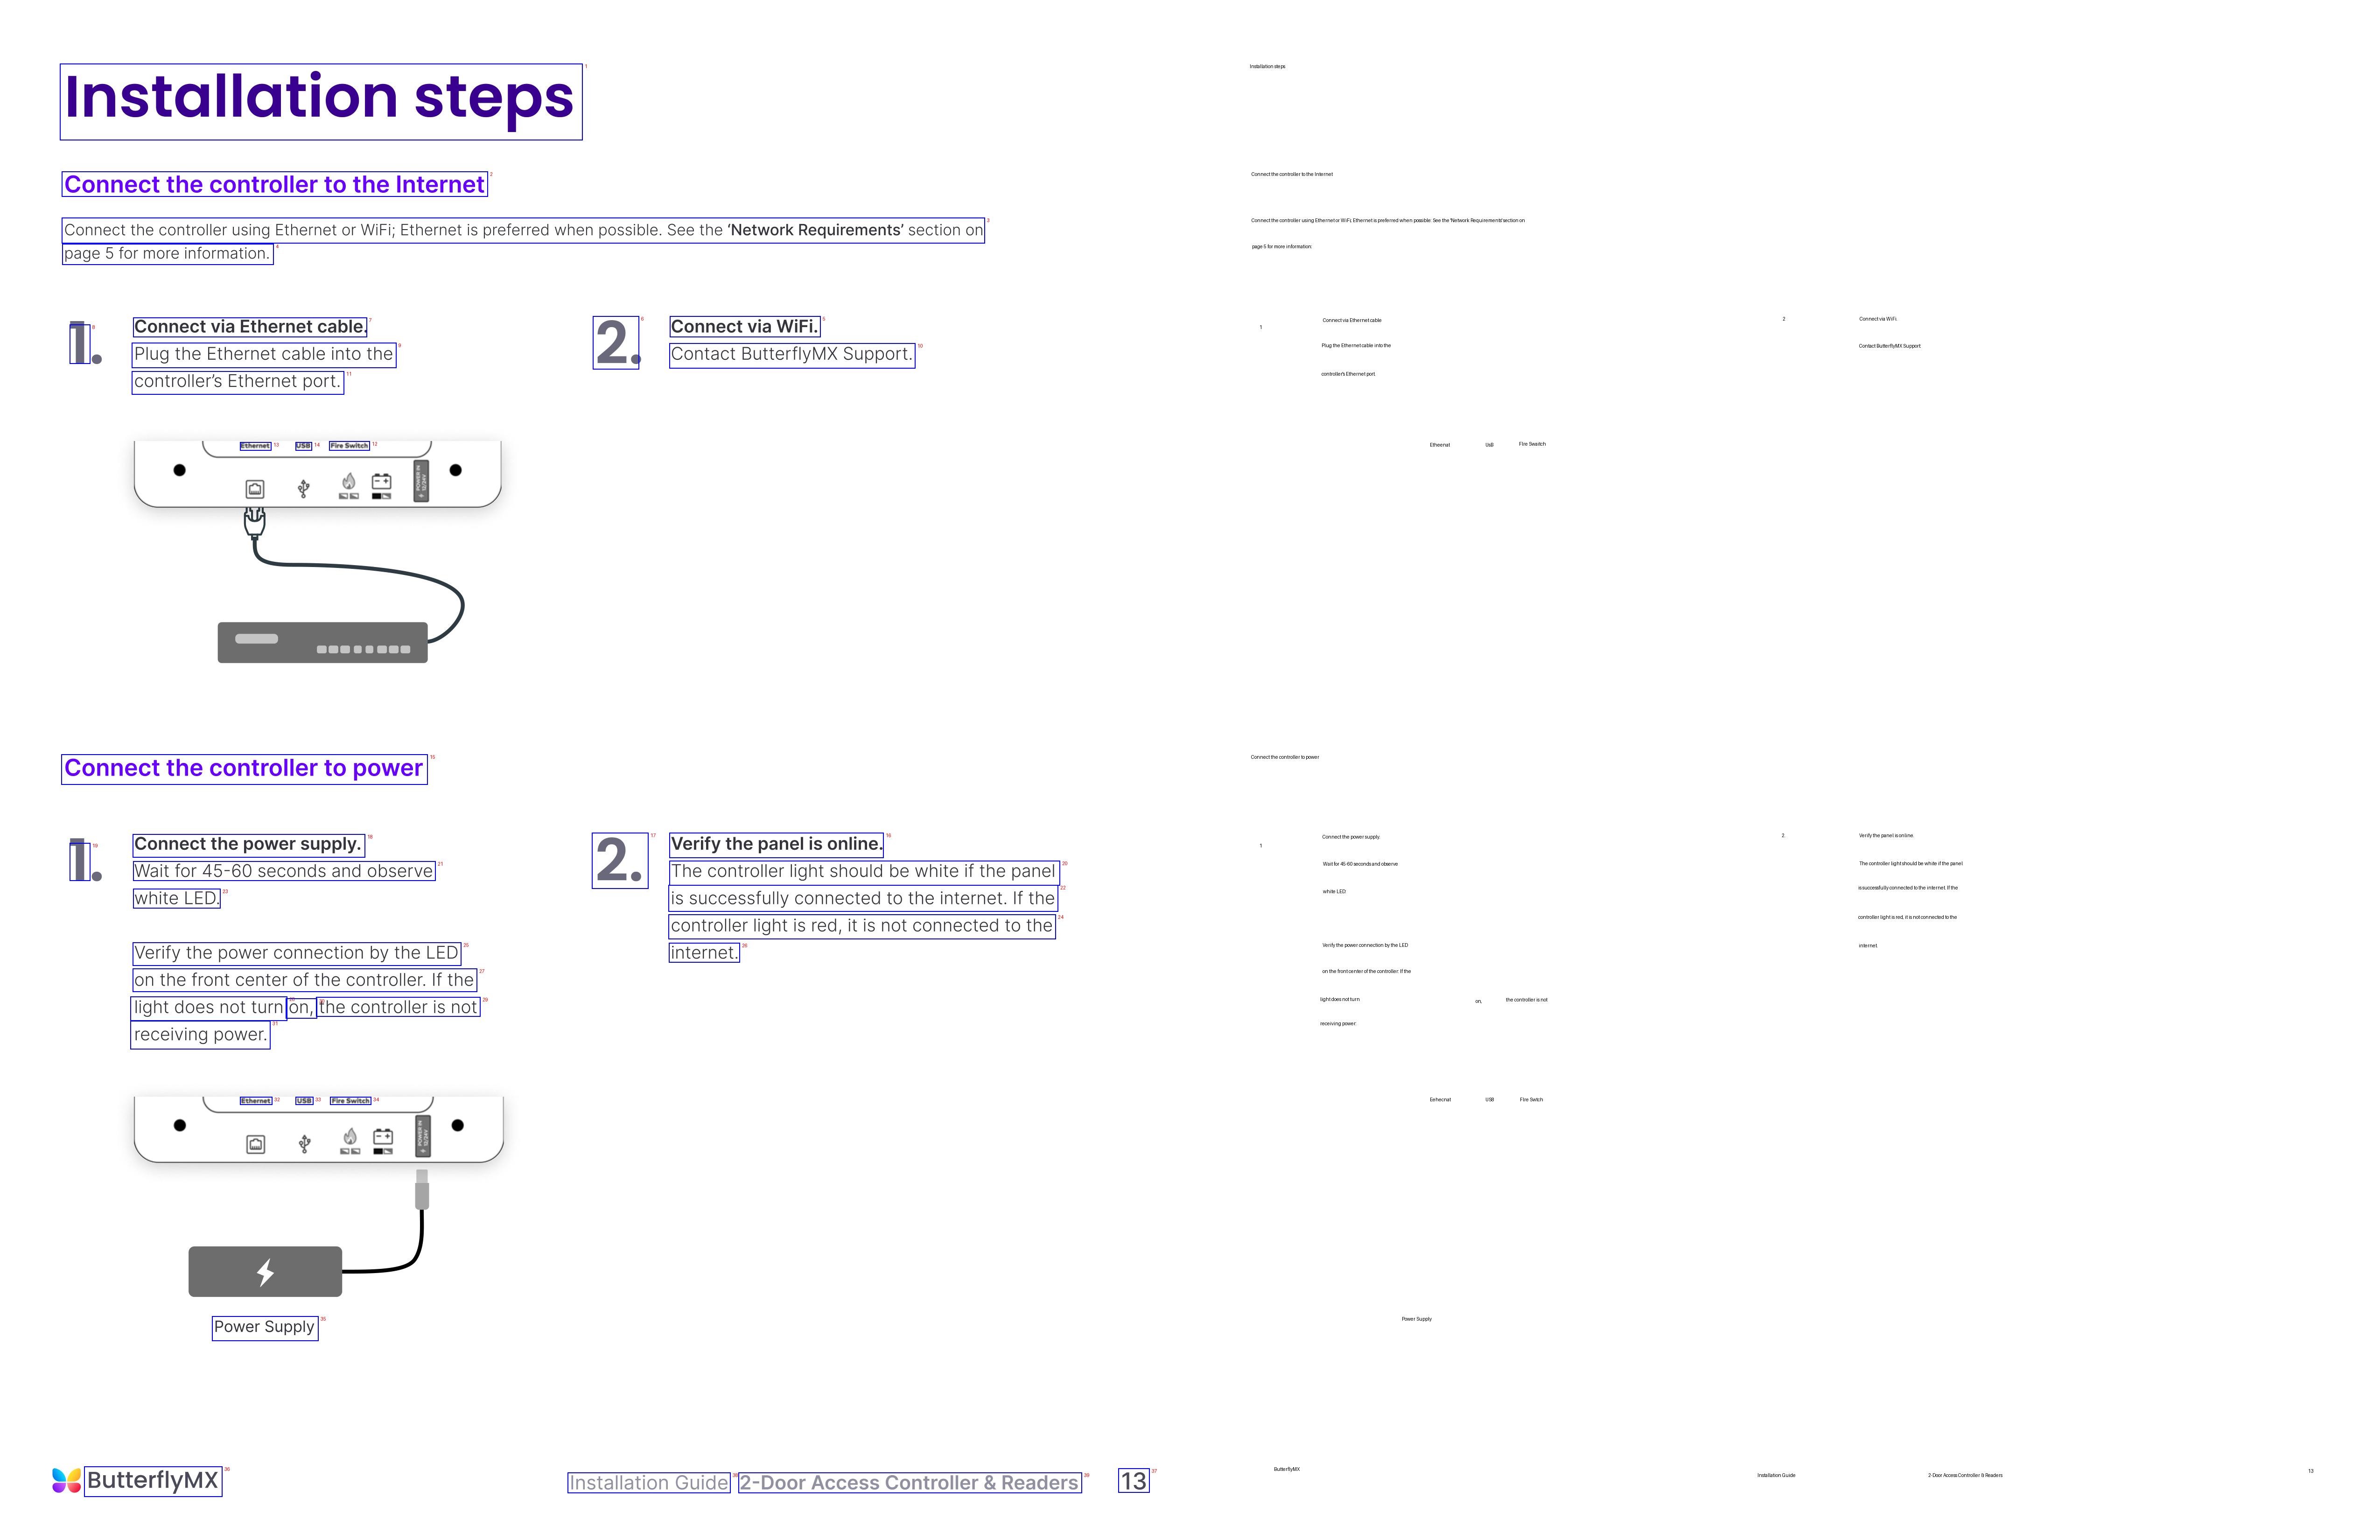 Installation steps
Connect the controller to the Internet
Connect the controller using Ethernet or WiFi; Ethernet is preferred when possible. See the ‘Network Requirements’ section on
page 5 for more information.
1.
Connect via Ethernet cable.
Plug the Ethernet cable into the
controller’s Ethernet port.
2.
Connect via WiFi.
Contact ButterflyMX Support.
Ethernet USB Fire Switch
POWER IN
12/24V
Connect the controller to power
1.
Connect the power supply.
Wait for 45-60 seconds and observe
white LED.
Verify the power connection by the LED
on the front center of the controller. If the
light does not turn on, the controller is not
receiving power.
2.
Verify the panel is online.
The controller light should be white if the panel
is successfully connected to the internet. If the
controller light is red, it is not connected to the
internet.
Ethernet USB Fire Switch
POWER IN
12/24V
Power Supply
ButterflyMX
Installation Guide 2-Door Access Controller & Readers 13
Installation steps
Connect the controller to the Internet
Connect the controller using Ethernet or WiFi, Ethernet is preferred when possible. See the 'Network Requirements' section on
page 5 for more information:
1
Connect via Ethernet cable
Plug the Ethernet cable into the
controller's Ethernet port.
2
Connect via WiFi.
Contact ButterflyMX Support
Etheernat UsB FIre Swaitch
Connect the controller to power
1
Connect the power supply.
Wait for 45-60 seconds and observe
white LED
Verify the power connection by the LED
on the front center of the controller. If the
light does not turn on, the controller is not
receiving power:
2.
Verify the panel is online.
The controller light should be white if the panel
is successfully connected to the internet. If the
controller light is red, it is not connected to the
internet.
Eehecnat USB FIre Switch
Power Supply
ButterflyMX
Installation Guide 2-Door Access Controller & Readers 13